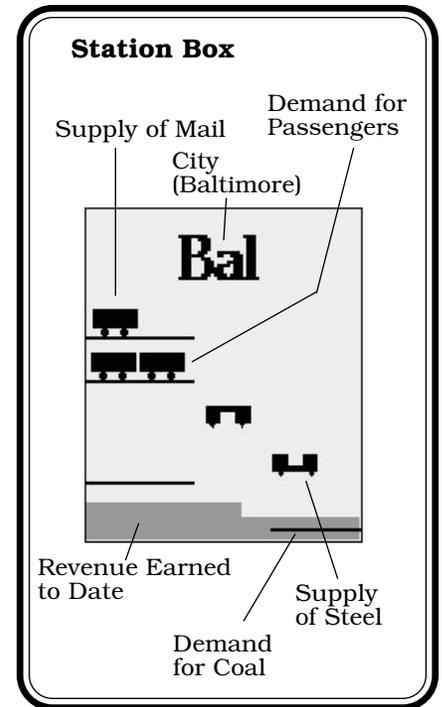 Station Box
Demand for
Passengers
Supply of Mail
City
(Baltimore)
Bal
Revenue Earned
to Date
Supply
of Steel
Demand
for Coal